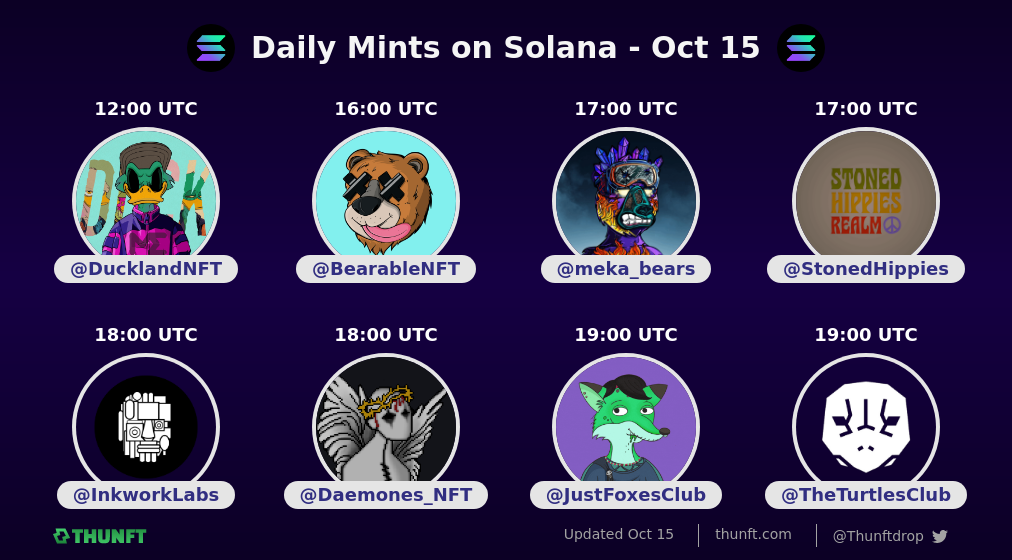 Daily Mints on Solana - Oct 15
12:00 UTC
@DucklandNFT
16:00 UTC
@BearableNFT
17:00 UTC
@meka_bears
17:00 UTC
STONED
HIPPIES
REALM
@StonedHippies
18:00 UTC
@InkworkLabs
18:00 UTC
@Daemones_NFT
19:00 UTC
@JustFoxesClub
19:00 UTC
@TheTurtlesClub
THUNFT
Updated Oct 15
thunft.com
@Thunftdrop